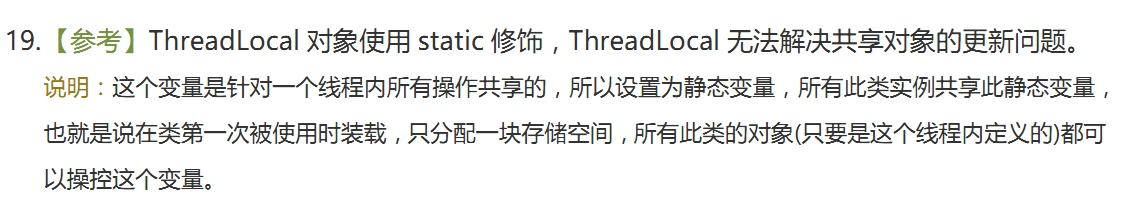 19.【参考】ThreadLocal 对象使用 static 修饰，ThreadLocal 无法解决共享对象的更新问题。
说明：这个变量是针对一个线程内所有操作共享的，所以设置为静态变量，所有此类实例共享此静态变量，
也就是说在类第一次被使用时装载，只分配一块存储空间，所有此类的对象(只要是这个线程内定义的)都可
以操控这个变量。